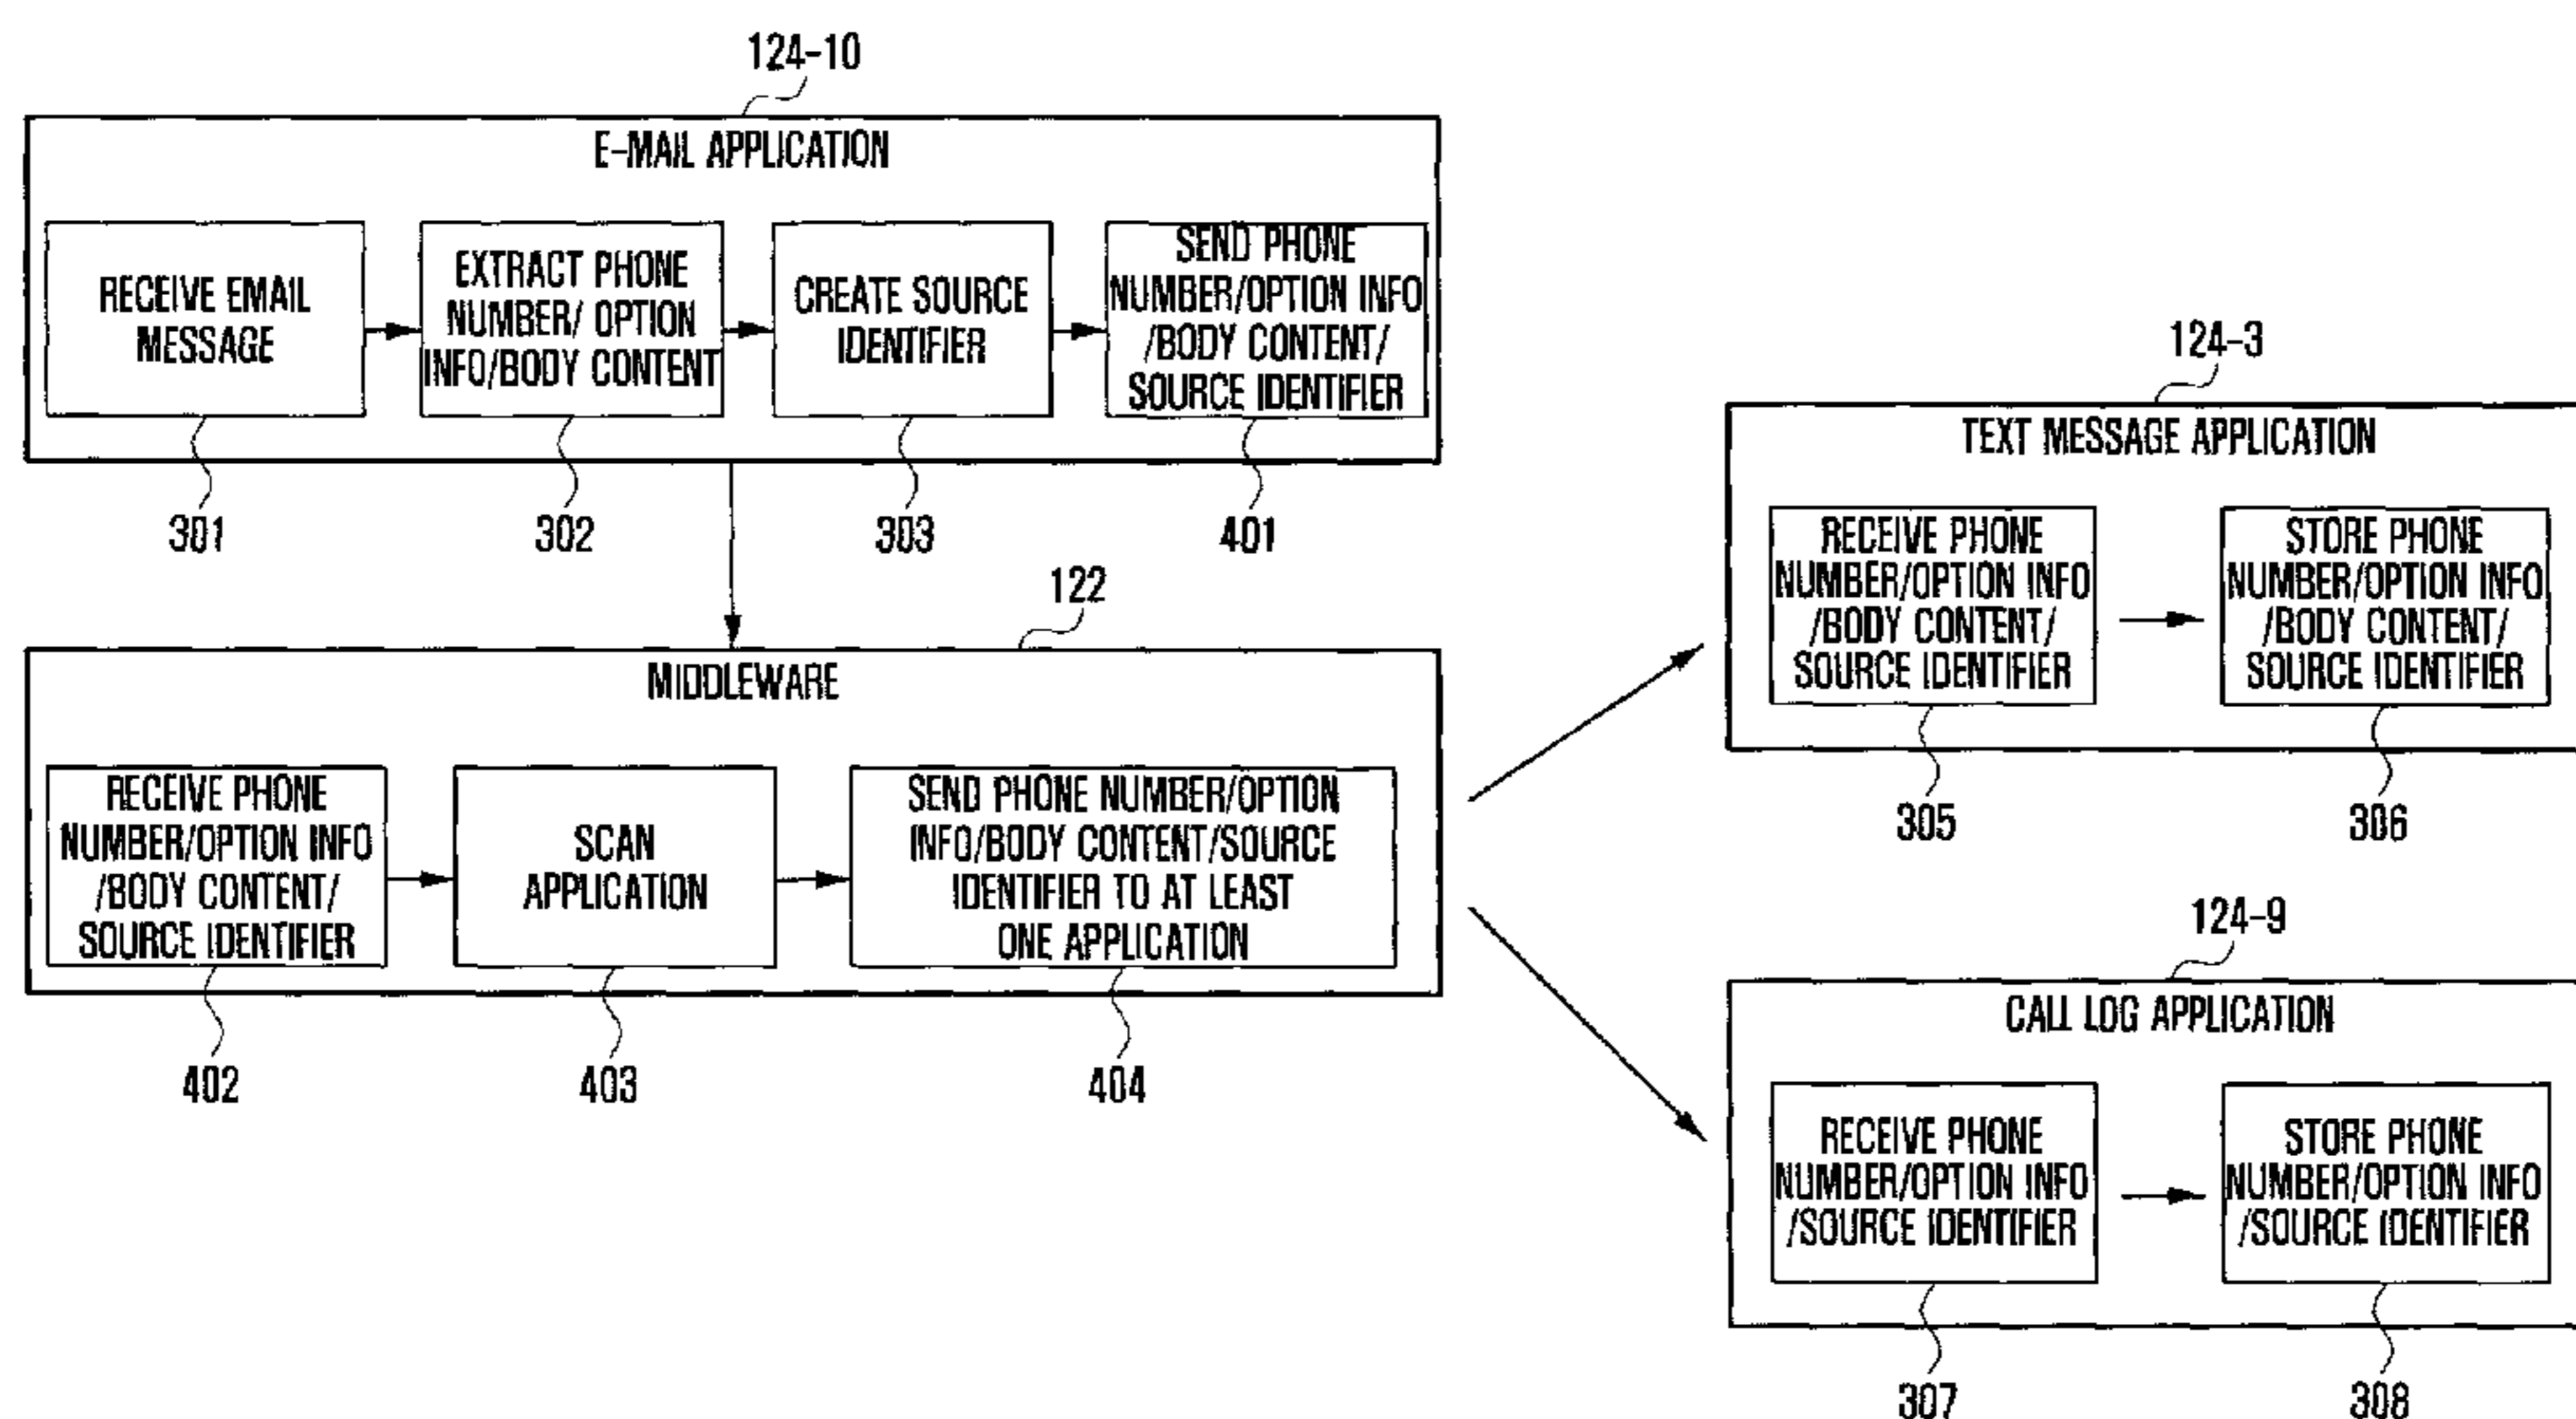 124-10
E-MAIL APPLICATION
RECEIVE EMAIL
MESSAGE
EXTRACT PHONE
NUMBER/ OPTION
INFO/BODY CONTENT
CREATE SOURCE
IDENTIFIER
SEND PHONE
NUMBER/OPTION INFO
/BODY CONTENT/
SOURCE IDENTIFIER
301
302
303
401
122
MIDDLEWARE
RECEIVE PHONE
NUMBER/OPTION INFO
/BODY CONTENT/
SOURCE IDENTIFIER
SCAN
APPLICATION
SEND PHONE NUMBER/OPTION
INFO/BODY CONTENT/SOURCE
IDENTIFIER TO AT LEAST
ONE APPLICATION
402
403
404
124-3
TEXT MESSAGE APPLICATION
RECEIVE PHONE
NUMBER/OPTION INFO
/BODY CONTENT/
SOURCE IDENTIFIER
STORE PHONE
NUMBER/OPTION INFO
/BODY CONTENT/
SOURCE IDENTIFIER
305
306
124-9
CALL LOG APPLICATION
RECEIVE PHONE
NUMBER/OPTION INFO
/SOURCE IDENTIFIER
STORE PHONE
NUMBER/OPTION INFO
/SOURCE IDENTIFIER
307
308